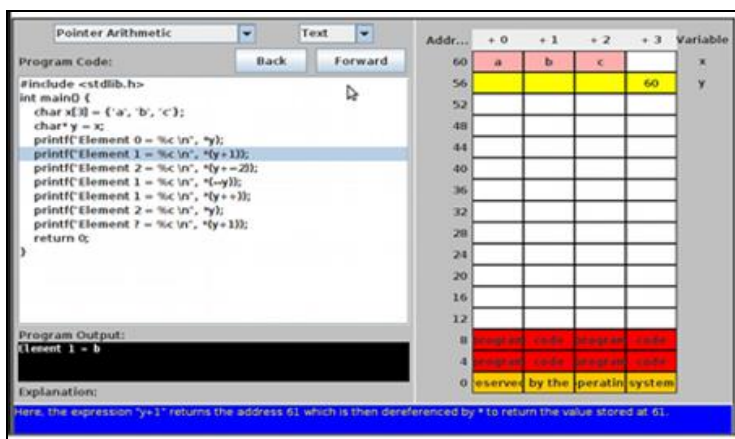 Pointer Arithmetic Text
Program Code: Back Forward
#include <stdlib.h>
int main() {
char x[3] = {'a', 'b', 'c'};
char* y = x;
printf("Element 0 = %c \n", *y);
printf("Element 1 = %c \n", *(y+1));
printf("Element 2 = %c \n", *(y+=2));
printf("Element 1 = %c \n", *(--y));
printf("Element 1 = %c \n", *(y++));
printf("Element 2 = %c \n", *y);
printf("Element ? = %c \n", *(y+1));
return 0;
}
Program Output:
Element 1 = b
Explanation:
Here, the expression "y+1" returns the address 61 which is then dereferenced by * to return the value stored at 61.
Addr... + 0 + 1 + 2 + 3 Variable
60 a b c x
56 60 y
52
48
44
40
36
32
28
24
20
16
12
8 program code program code
4 program code program code
0 eserved by the peratin system